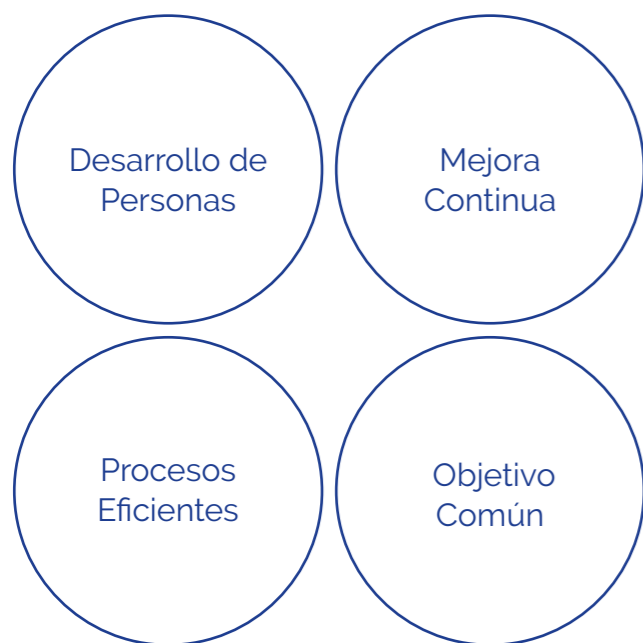 Desarrollo de
Personas
Mejora
Continua
Procesos
Eficientes
Objetivo
Común